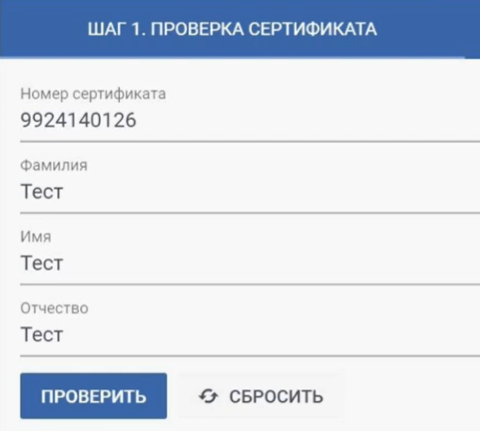 ШАГ 1. ПРОВЕРКА СЕРТИФИКАТА
Номер сертификата
9924140126
Фамилия
Тест
Имя
Тест
Отчество
Тест
ПРОВЕРИТЬ СБРОСИТЬ